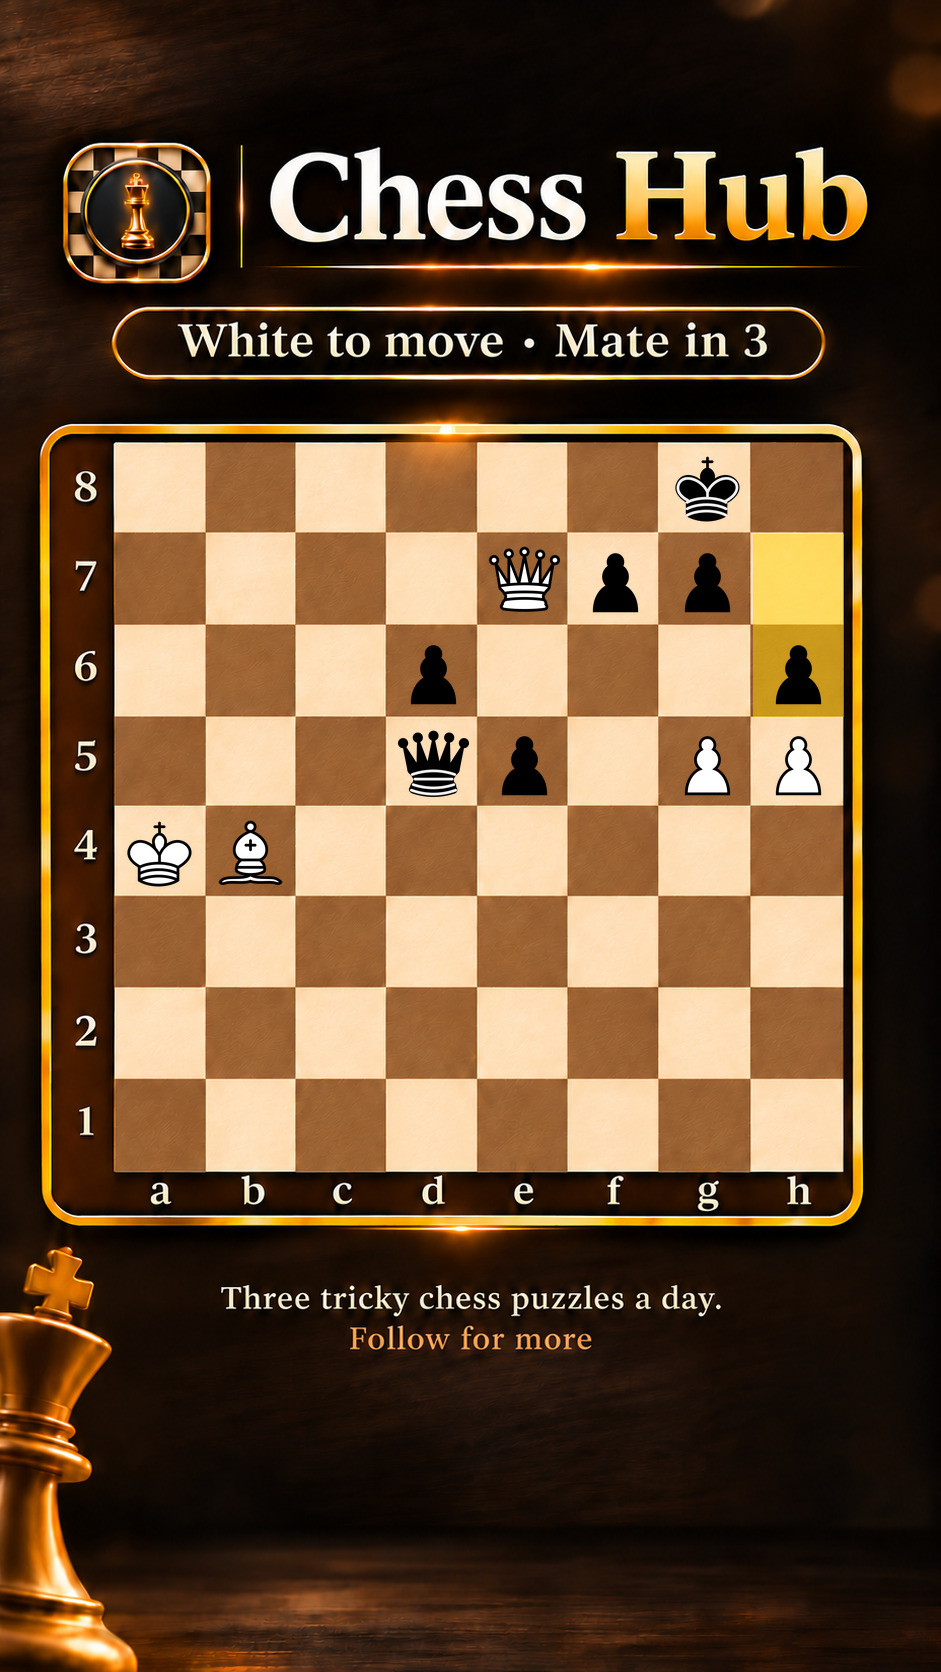 Chess Hub
White to move • Mate in 3
8
7
6
5
4
3
2
1
a b c d e f g h
Three tricky chess puzzles a day.
Follow for more